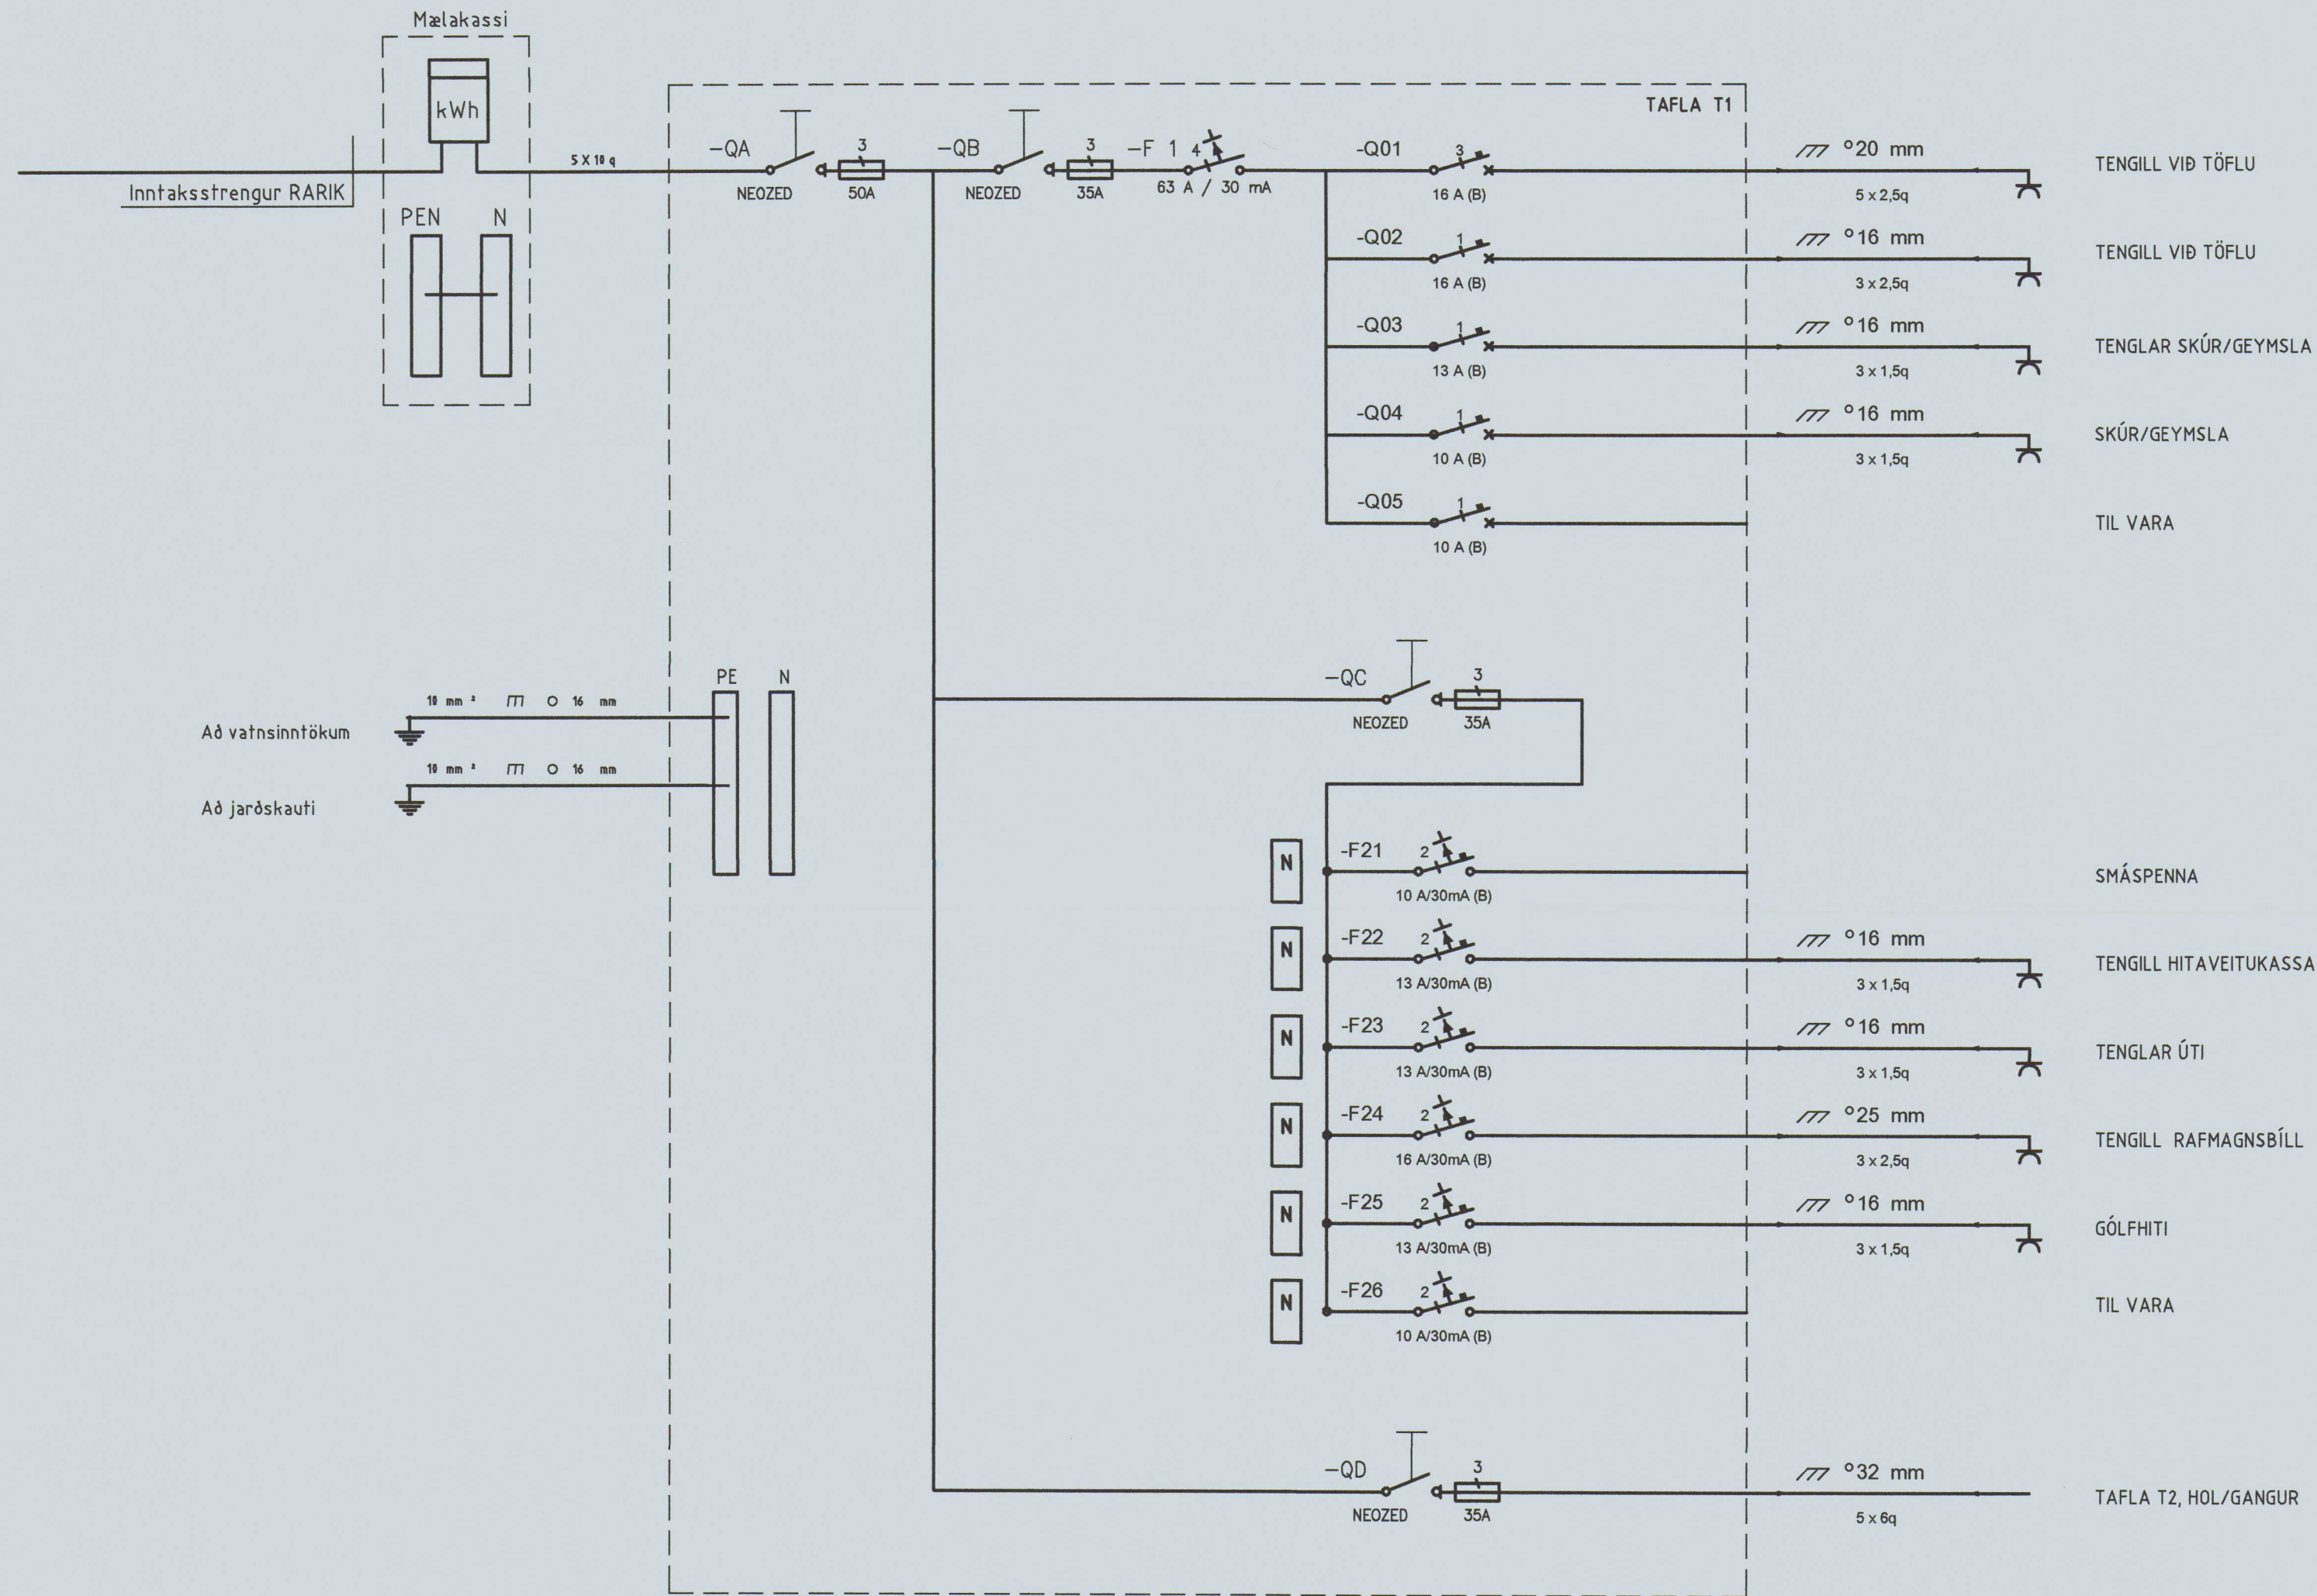 Mælakassi
kWh
Inntaksstrengur RARIK
PEN N
5 X 10 q
TAFLA T1
-QA 3
NEOZED 50A
-QB 3
NEOZED 35A
-F 1 4
63 A / 30 mA
-Q01 3
16 A (B)
°20 mm
5 x 2,5q
TENGILL VIÐ TÖFLU
-Q02 1
16 A (B)
°16 mm
3 x 2,5q
TENGILL VIÐ TÖFLU
-Q03 1
13 A (B)
°16 mm
3 x 1,5q
TENGLAR SKÚR/GEYMSLA
-Q04 1
10 A (B)
°16 mm
3 x 1,5q
SKÚR/GEYMSLA
-Q05 1
10 A (B)
TIL VARA
PE N
10 mm ² 16 mm
Að vatnsinntökum
10 mm ² 16 mm
Að jarðskauti
-QC 3
NEOZED 35A
N -F21 2
10 A/30mA (B)
SMÁSPENNA
N -F22 2
13 A/30mA (B)
°16 mm
3 x 1,5q
TENGILL HITAVEITUKASSA
N -F23 2
13 A/30mA (B)
°16 mm
3 x 1,5q
TENGLAR ÚTI
N -F24 2
16 A/30mA (B)
°25 mm
3 x 2,5q
TENGILL RAFMAGNSBÍLL
N -F25 2
13 A/30mA (B)
°16 mm
3 x 1,5q
GÓLFHITI
N -F26 2
10 A/30mA (B)
TIL VARA
-QD 3
NEOZED 35A
°32 mm
5 x 6q
TAFLA T2, HOL/GANGUR